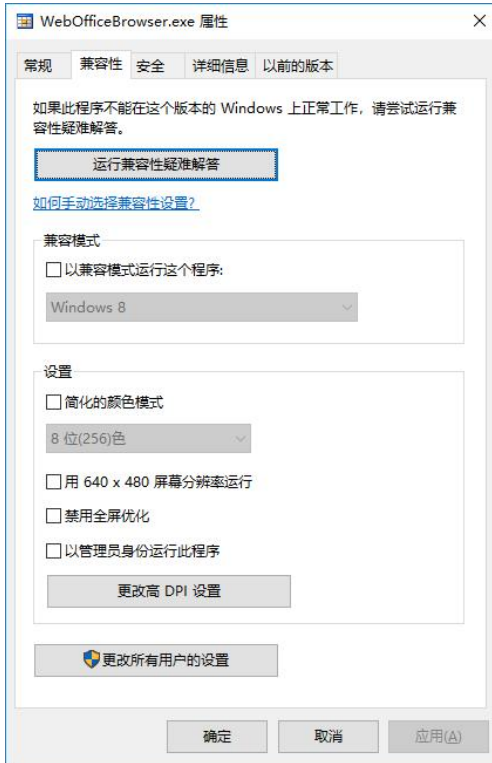 WebOfficeBrowser.exe 属性
常规 兼容性 安全 详细信息 以前的版本
如果此程序不能在这个版本的 Windows 上正常工作，请尝试运行兼
容性疑难解答。
运行兼容性疑难解答
如何手动选择兼容性设置?
兼容模式
以兼容模式运行这个程序:
Windows 8
设置
简化的颜色模式
8 位(256)色
用 640 x 480 屏幕分辨率运行
禁用全屏优化
以管理员身份运行此程序
更改高 DPI 设置
更改所有用户的设置
确定 取消 应用(A)